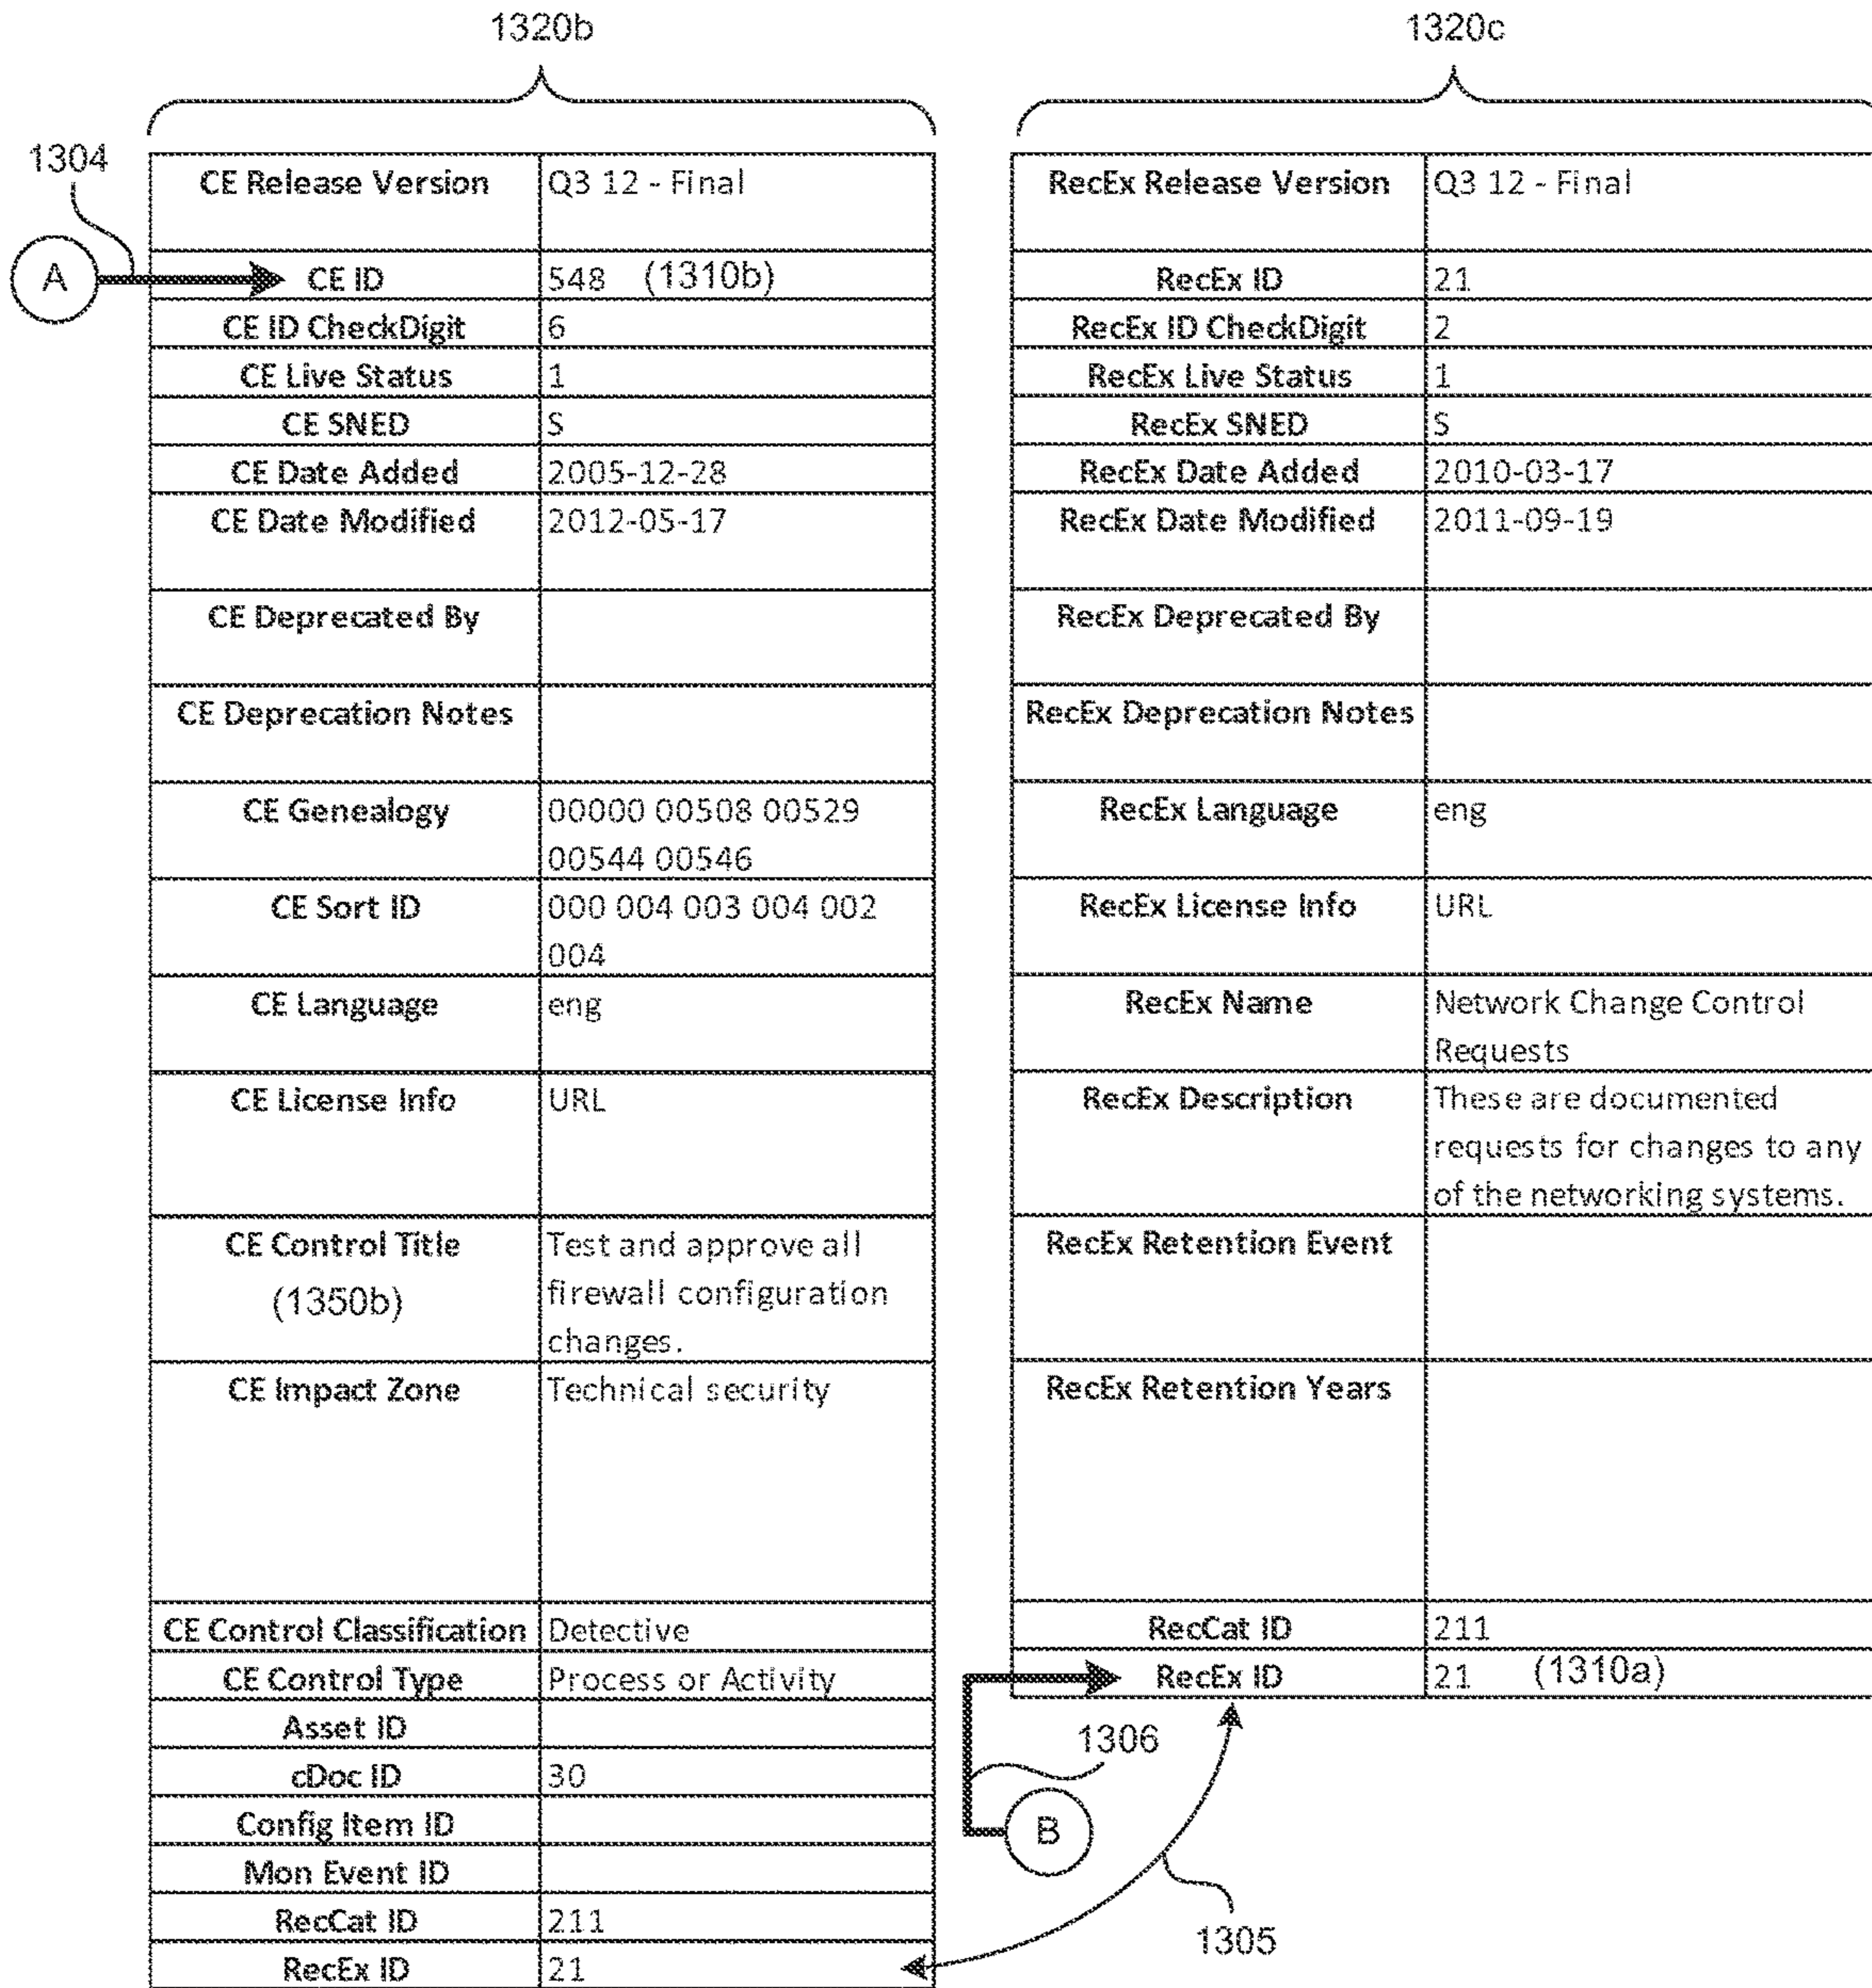 1320b
1320c
1304
A
CE Release Version Q3 12 - Final
CE ID 548 (1310b)
CE ID CheckDigit 6
CE Live Status 1
CE SNED S
CE Date Added 2005-12-28
CE Date Modified 2012-05-17
CE Deprecated By
CE Deprecation Notes
CE Genealogy 00000 00508 00529
00544 00546
CE Sort ID 000 004 003 004 002
004
CE Language eng
CE License Info URL
CE Control Title Test and approve all
(1350b) firewall configuration
changes.
CE Impact Zone Technical security
CE Control Classification Detective
CE Control Type Process or Activity
Asset ID
cDoc ID 30
Config Item ID
Mon Event ID
RecCat ID 211
RecEx ID 21
RecEx Release Version Q3 12 - Final
RecEx ID 21
RecEx ID CheckDigit 2
RecEx Live Status 1
RecEx SNED S
RecEx Date Added 2010-03-17
RecEx Date Modified 2011-09-19
RecEx Deprecated By
RecEx Deprecation Notes
RecEx Language eng
RecEx License Info URL
RecEx Name Network Change Control
Requests
RecEx Description These are documented
requests for changes to any
of the networking systems.
RecEx Retention Event
RecEx Retention Years
RecCat ID 211
RecEx ID 21 (1310a)
1306
B
1305